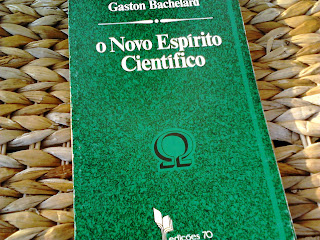 Gaston Bachelard
o Novo Espírito
Científico
Ω
edições 70